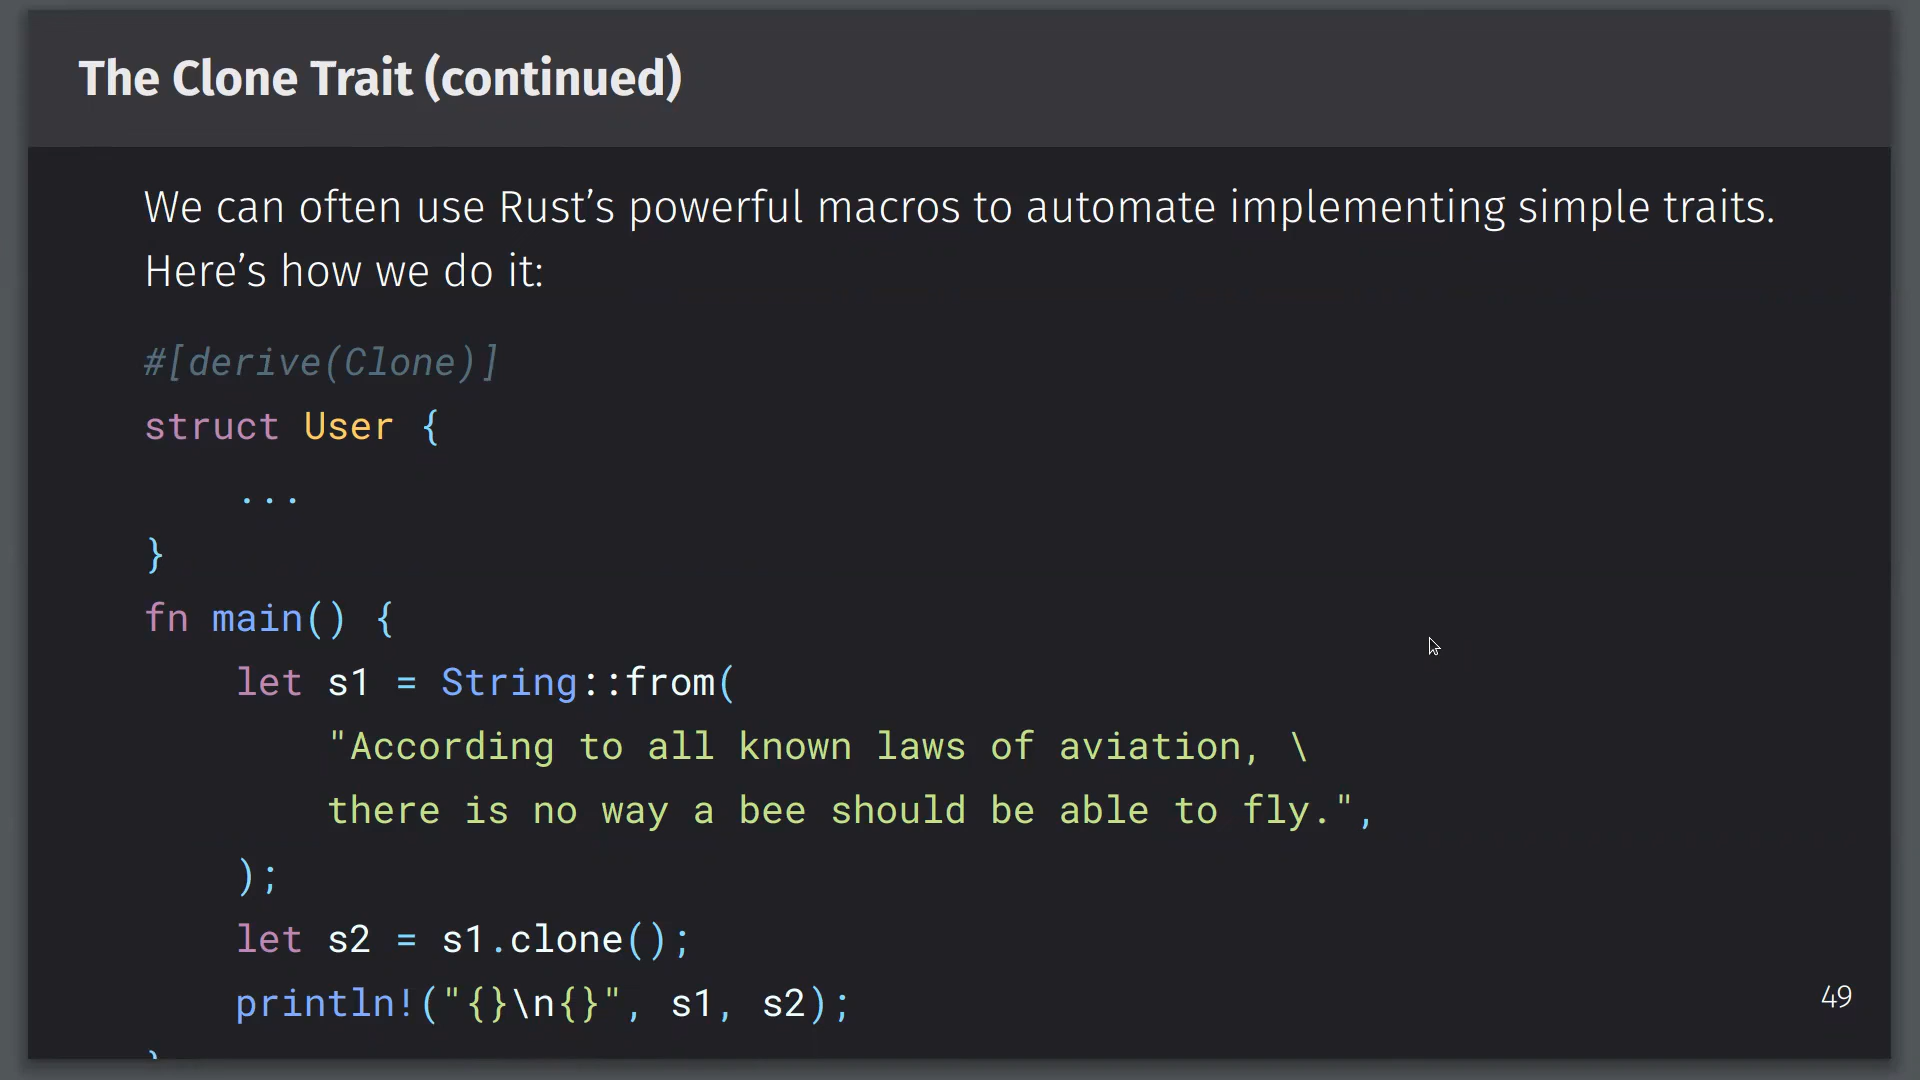 The Clone Trait (continued)
We can often use Rust’s powerful macros to automate implementing simple traits.
Here’s how we do it:
#[derive(Clone)]
struct User {
    ...
}
fn main() {
    let s1 = String::from(
        "According to all known laws of aviation, \
        there is no way a bee should be able to fly.",
    );
    let s2 = s1.clone();
    println!("{}\n{}", s1, s2);
}
49